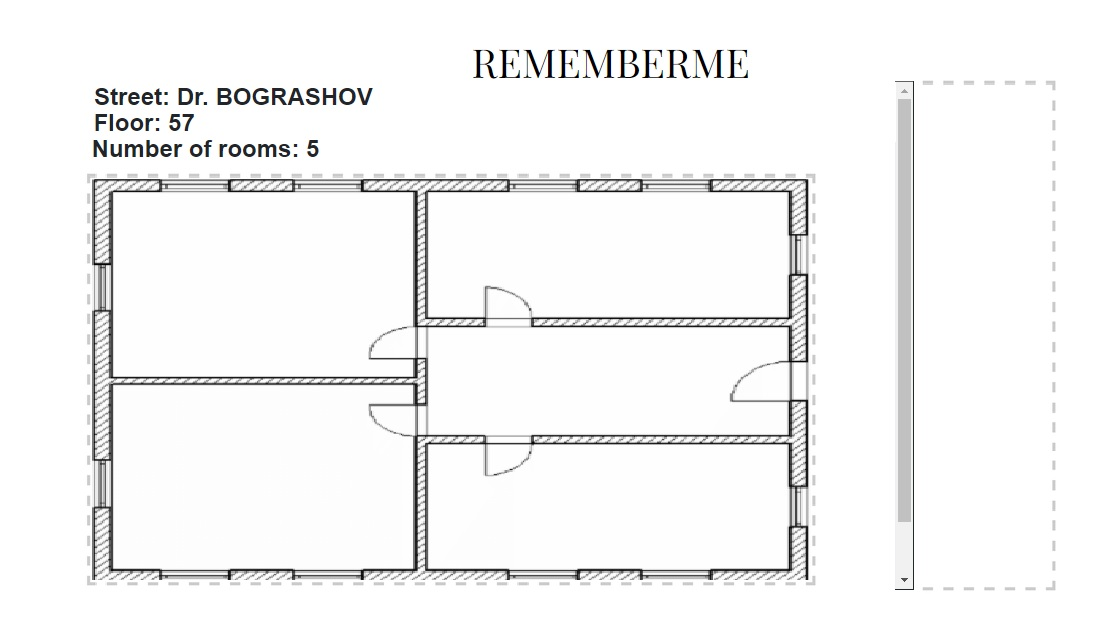 REMEMBERME
Street: Dr. BOGRASHOV
Floor: 57
Number of rooms: 5